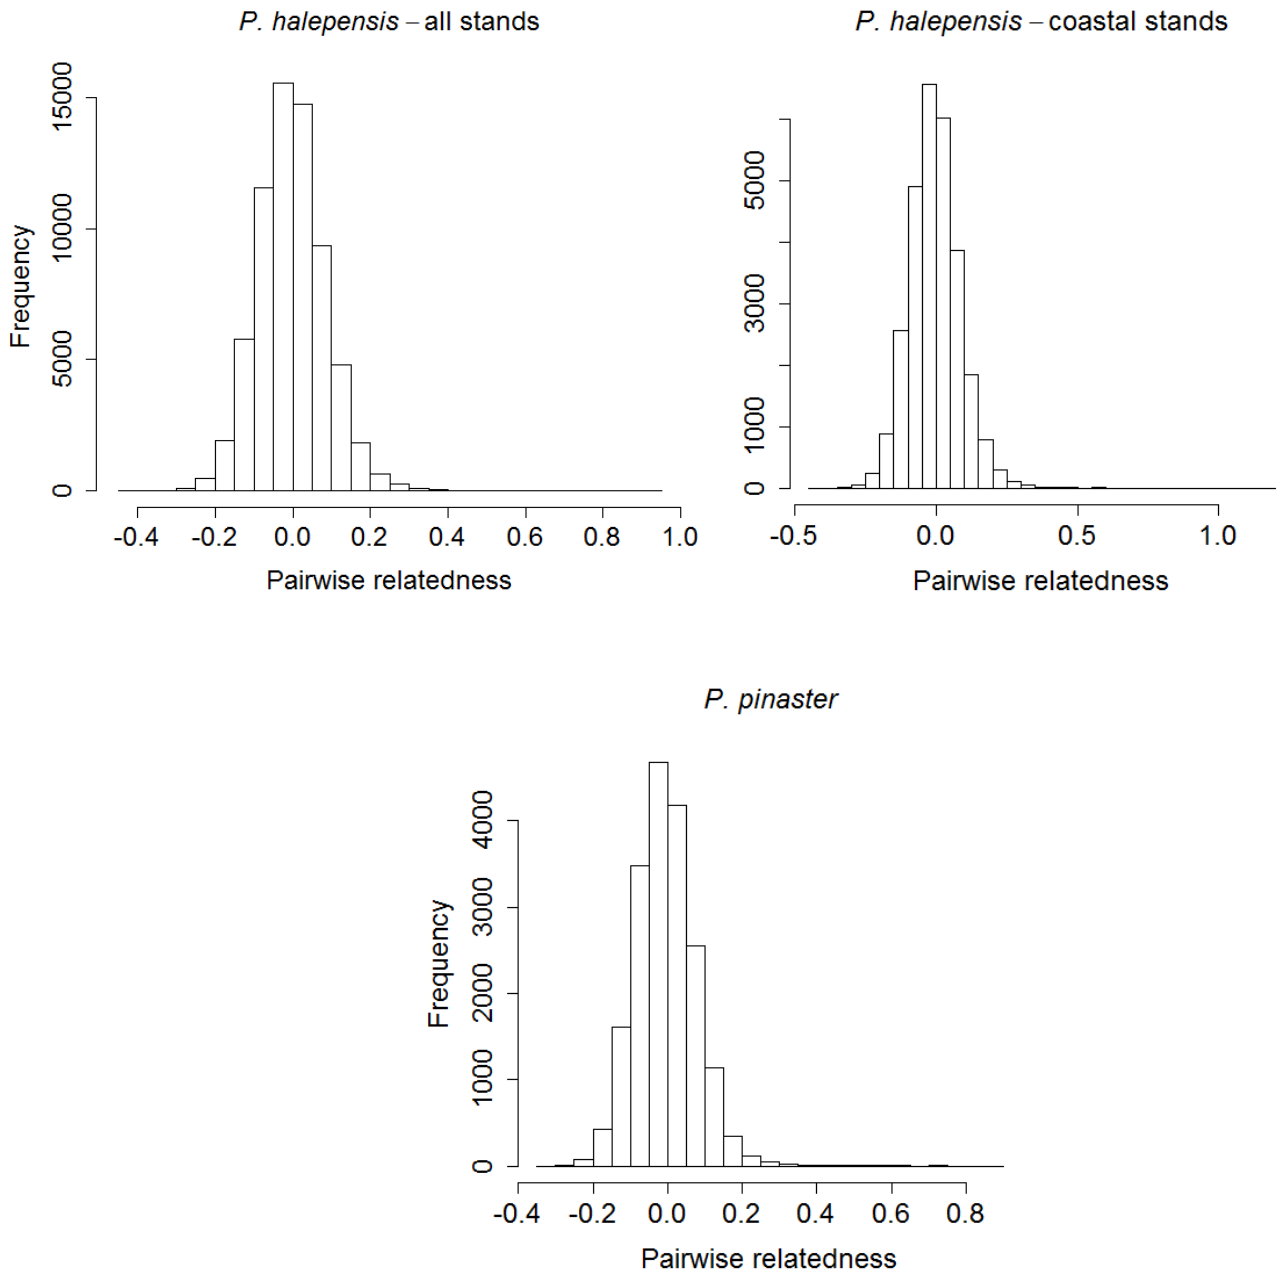 P. halepensis – all stands
Frequency
15000
10000
5000
0
-0.4 -0.2 0.0 0.2 0.4 0.6 0.8 1.0
Pairwise relatedness
P. halepensis – coastal stands
5000
3000
1000
0
-0.5 0.0 0.5 1.0
Pairwise relatedness
P. pinaster
Frequency
4000
3000
2000
1000
0
-0.4 -0.2 0.0 0.2 0.4 0.6 0.8
Pairwise relatedness